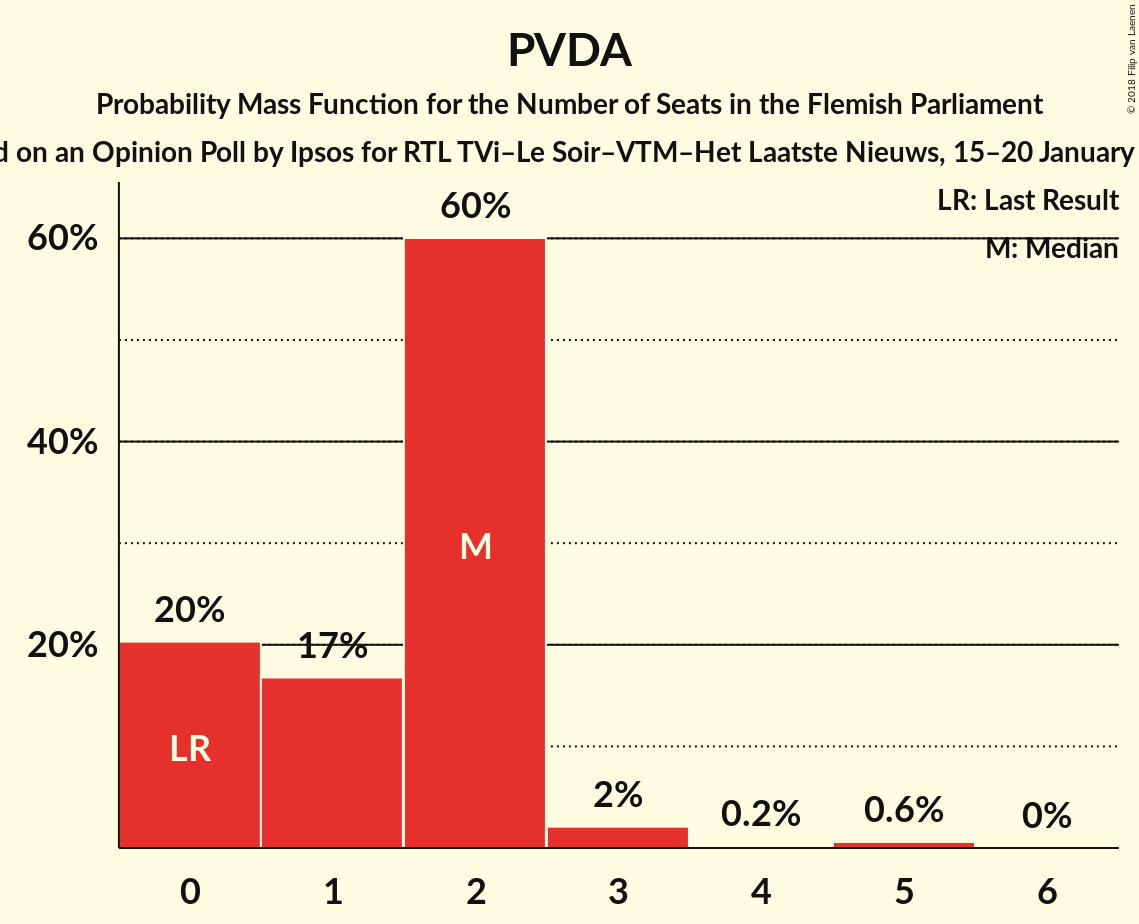 PVDA
Probability Mass Function for the Number of Seats in the Flemish Parliament
on an Opinion Poll by Ipsos for RTL TVi–Le Soir–VTM–Het Laatste Nieuws, 15–20 January
© 2018 Filip van Laenen
LR: Last Result
M: Median
60%
40%
20%
20%
17%
60%
2%
0.2%
0.6%
0%
LR
M
0 1 2 3 4 5 6